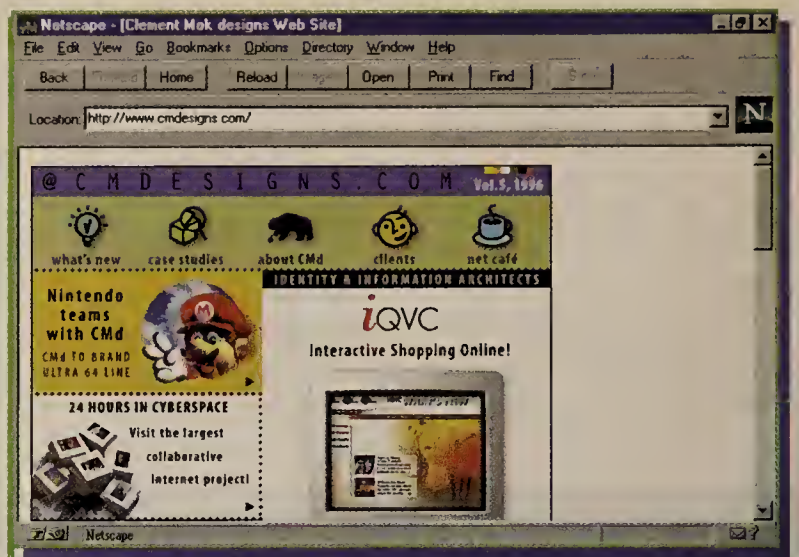 Netscape - [Clement Mok designs Web Site]
File Edit View Go Bookmarks Options Directory Window Help
Back Home Reload Open Print Find
Location: http://www.cmdesigns.com/
N
@CMDESIGNS.COM Vol.5, 1996
what's new case studies about CMd clients net café
IDENTITY & INFORMATION ARCHITECTS
Nintendo
teams
with CMd
CMd TO BRAND
ULTRA 64 LINE
M
iQVC
Interactive Shopping Online!
24 HOURS IN CYBERSPACE
Visit the largest
collaborative
Internet project!
Netscape